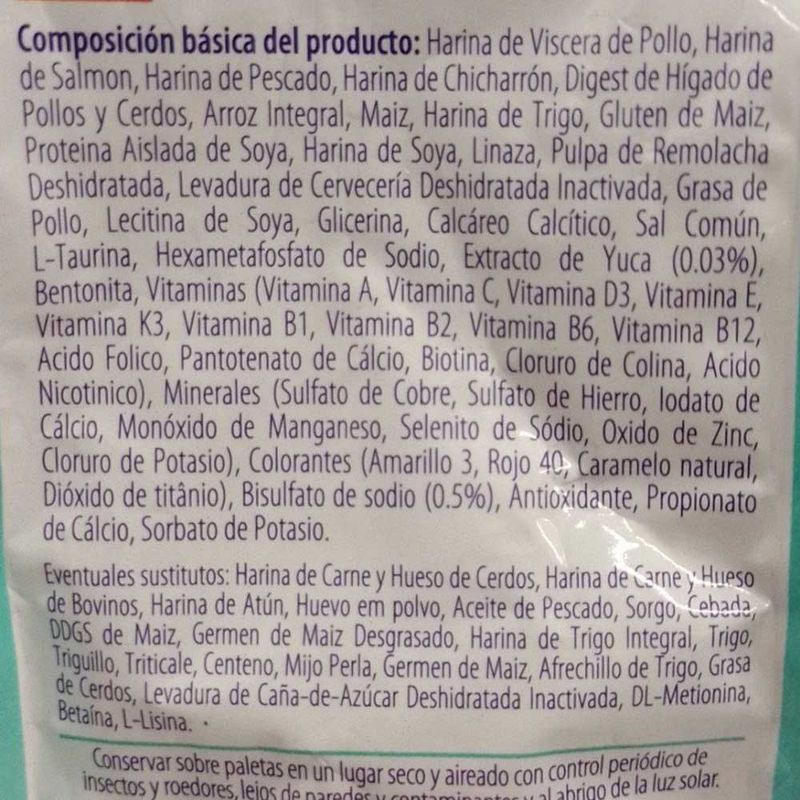 Composición básica del producto: Harina de Viscera de Pollo, Harina
de Salmon, Harina de Pescado, Harina de Chicharrón, Digest de Hígado de
Pollos y Cerdos, Arroz Integral, Maiz, Harina de Trigo, Gluten de Maiz,
Proteina Aislada de Soya, Harina de Soya, Linaza, Pulpa de Remolacha
Deshidratada, Levadura de Cervecería Deshidratada Inactivada, Grasa de
Pollo, Lecitina de Soya, Glicerina, Calcáreo Calcítico, Sal Común,
L-Taurina, Hexametafosfato de Sodio, Extracto de Yuca (0.03%),
Bentonita, Vitaminas (Vitamina A, Vitamina C, Vitamina D3, Vitamina E,
Vitamina K3, Vitamina B1, Vitamina B2, Vitamina B6, Vitamina B12,
Acido Folico, Pantotenato de Cálcio, Biotina, Cloruro de Colina, Acido
Nicotinico), Minerales (Sulfato de Cobre, Sulfato de Hierro, Iodato de
Cálcio, Monóxido de Manganeso, Selenito de Sódio, Oxido de Zinc,
Cloruro de Potasio), Colorantes (Amarillo 3, Rojo 40, Caramelo natural,
Dióxido de titânio), Bisulfato de sodio (0.5%), Antioxidante, Propionato
de Cálcio, Sorbato de Potasio.
Eventuales sustitutos: Harina de Carne y Hueso de Cerdos, Harina de Carne y Hueso
de Bovinos, Harina de Atún, Huevo em polvo, Aceite de Pescado, Sorgo, Cebada,
DDGS de Maiz, Germen de Maiz Desgrasado, Harina de Trigo Integral, Trigo,
Triguillo, Triticale, Centeno, Mijo Perla, Germen de Maiz, Afrechillo de Trigo, Grasa
de Cerdos, Levadura de Caña-de-Azúcar Deshidratada Inactivada, DL-Metionina,
Betaína, L-Lisina.
Conservar sobre paletas en un lugar seco y aireado con control periódico de
insectos y roedores, lejos de paredes y contaminantes y al abrigo de la luz solar.